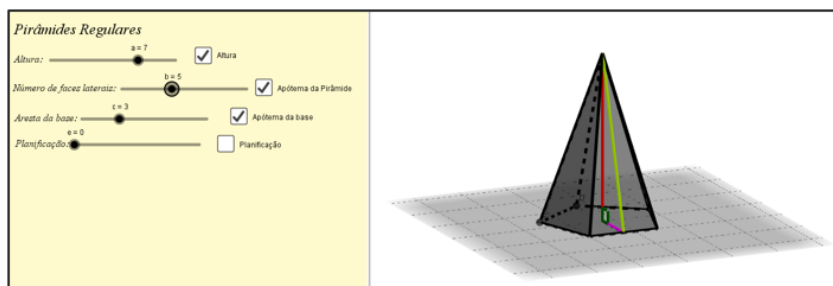 Pirâmides Regulares
a = 7
Altura:
Altura
b = 5
Número de faces laterais:
Apótema da Pirâmide
c = 3
Aresta da base:
Apótema da base
e = 0
Planificação:
Planificação